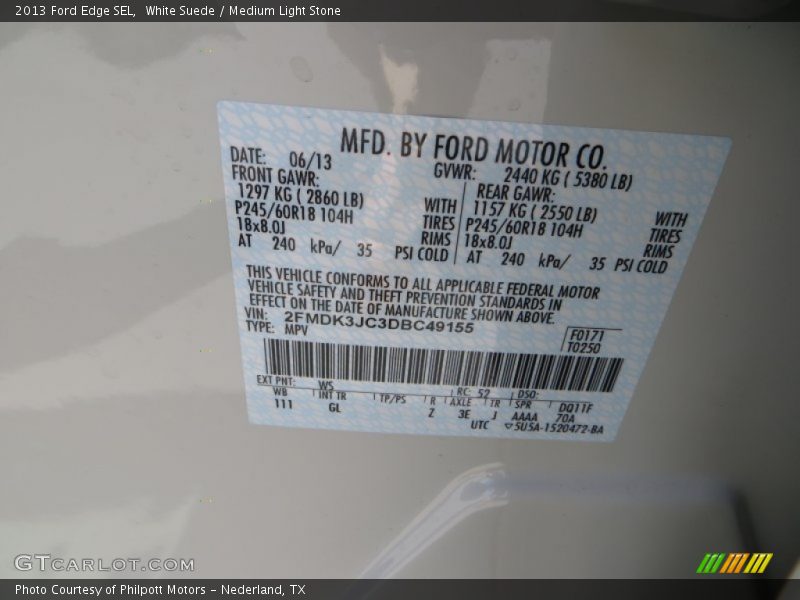 2013 Ford Edge SEL, White Suede / Medium Light Stone
MFD. BY FORD MOTOR CO.
DATE: 06/13
GVWR: 2440 KG ( 5380 LB)
FRONT GAWR:
1297 KG ( 2860 LB) WITH
P245/60R18 104H TIRES
18x8.0J RIMS
AT 240 kPa/ 35 PSI COLD
REAR GAWR:
1157 KG ( 2550 LB) WITH
P245/60R18 104H TIRES
18x8.0J RIMS
AT 240 kPa/ 35 PSI COLD
THIS VEHICLE CONFORMS TO ALL APPLICABLE FEDERAL MOTOR
VEHICLE SAFETY AND THEFT PREVENTION STANDARDS IN
EFFECT ON THE DATE OF MANUFACTURE SHOWN ABOVE.
VIN: 2FMDK3JC3DBC49155
TYPE: MPV
F0171
T0250
EXT PNT: WS RC: 52 DSO:
WB INT TR TP/PS R AXLE TR SPR DQ11F
111 GL Z 3E J AAAA 70A
UTC ▽5U5A-1520472-BA
GTCARLOT.COM
Photo Courtesy of Philpott Motors - Nederland, TX